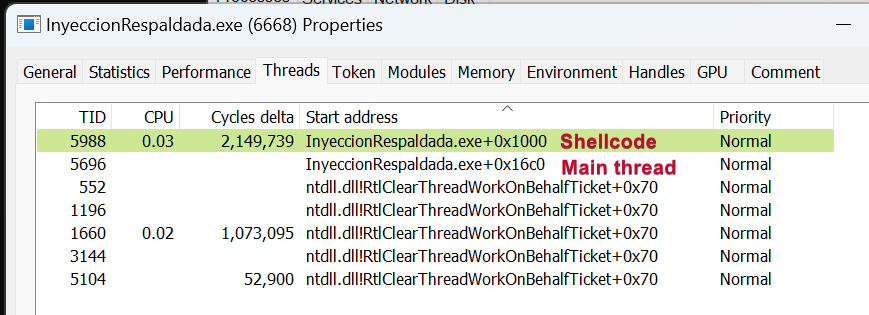 InyeccionRespaldada.exe (6668) Properties
General Statistics Performance Threads Token Modules Memory Environment Handles GPU Comment
TID CPU Cycles delta Start address Priority
5988 0.03 2,149,739 InyeccionRespaldada.exe+0x1000 Shellcode Normal
5696 InyeccionRespaldada.exe+0x16c0 Main thread Normal
552 ntdll.dll!RtlClearThreadWorkOnBehalfTicket+0x70 Normal
1196 ntdll.dll!RtlClearThreadWorkOnBehalfTicket+0x70 Normal
1660 0.02 1,073,095 ntdll.dll!RtlClearThreadWorkOnBehalfTicket+0x70 Normal
3144 ntdll.dll!RtlClearThreadWorkOnBehalfTicket+0x70 Normal
5104 52,900 ntdll.dll!RtlClearThreadWorkOnBehalfTicket+0x70 Normal